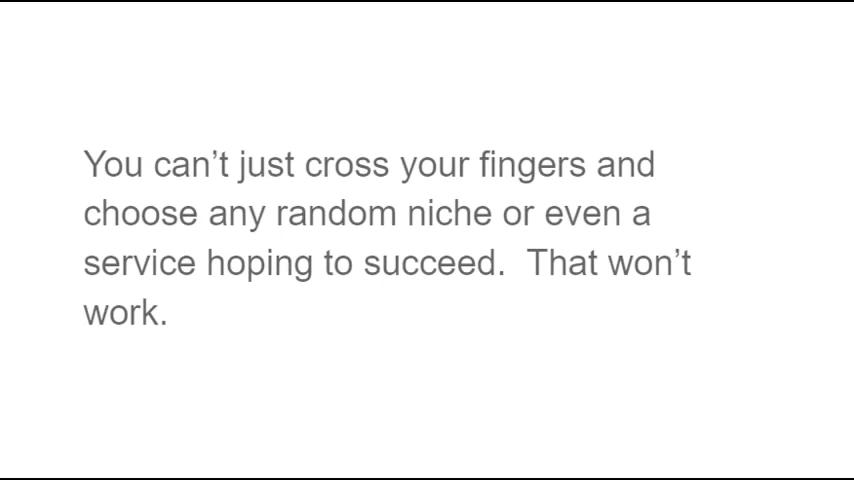 You can’t just cross your fingers and
choose any random niche or even a
service hoping to succeed.  That won’t
work.